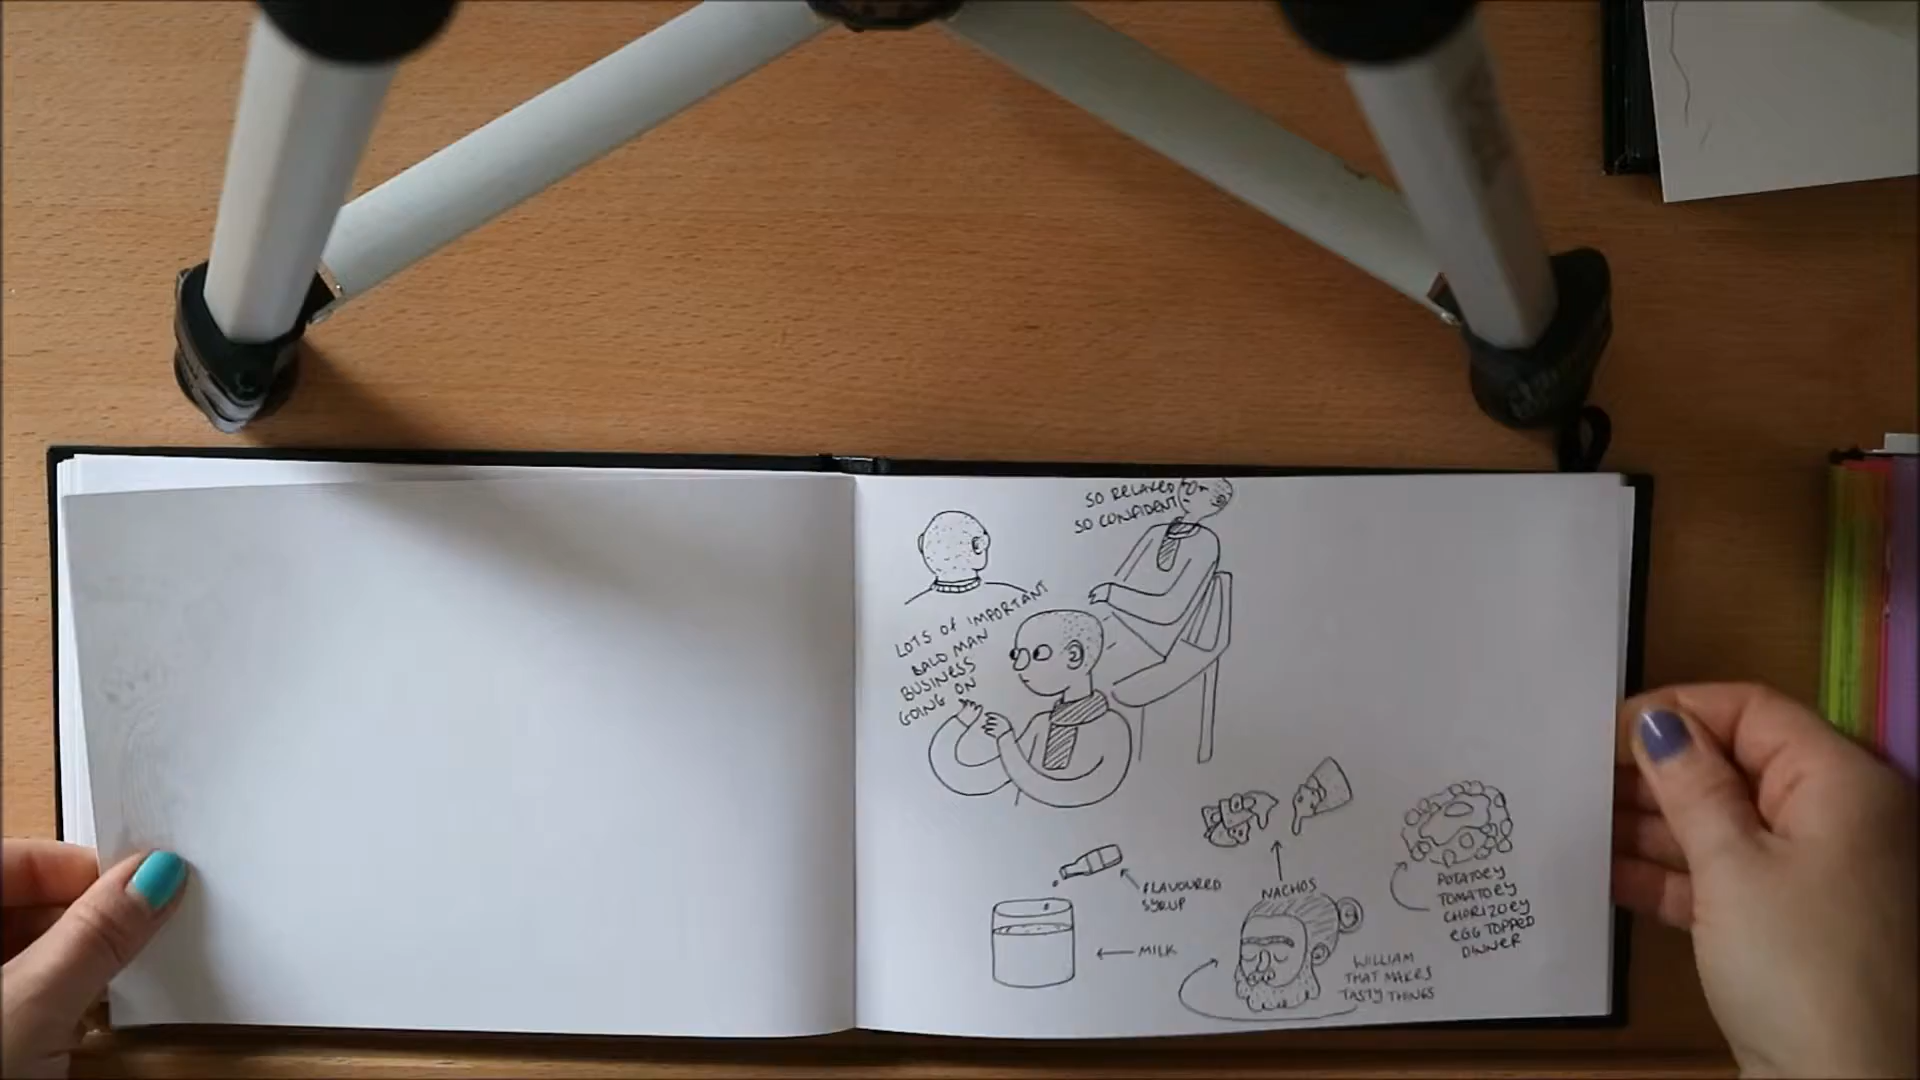 SO RELAXED
SO CONFIDENT
LOTS OF IMPORTANT
BALD MAN
BUSINESS
GOING ON
FLAVOURED
SYRUP
MILK
NACHOS
WILLIAM
THAT MAKES
TASTY THINGS
POTATOEY
TOMATOEY
CHORIZOEY
EGG TOPPED
DINNER